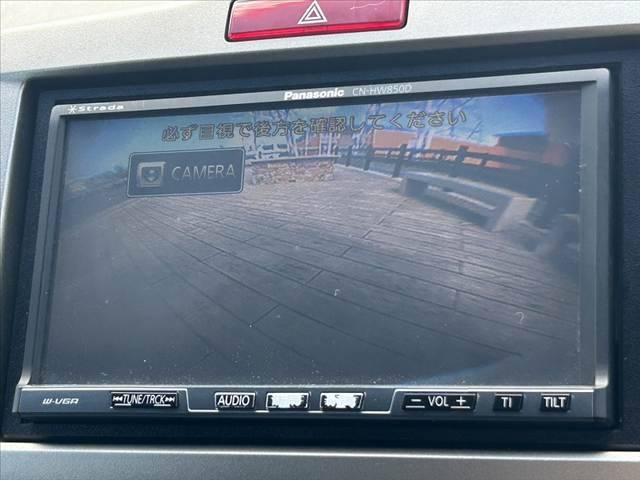 Panasonic CN-HW850D
Strada
必ず目視で後方を確認してください
CAMERA
W-VGA
TUNE/TRCK AUDIO − VOL + TI TILT